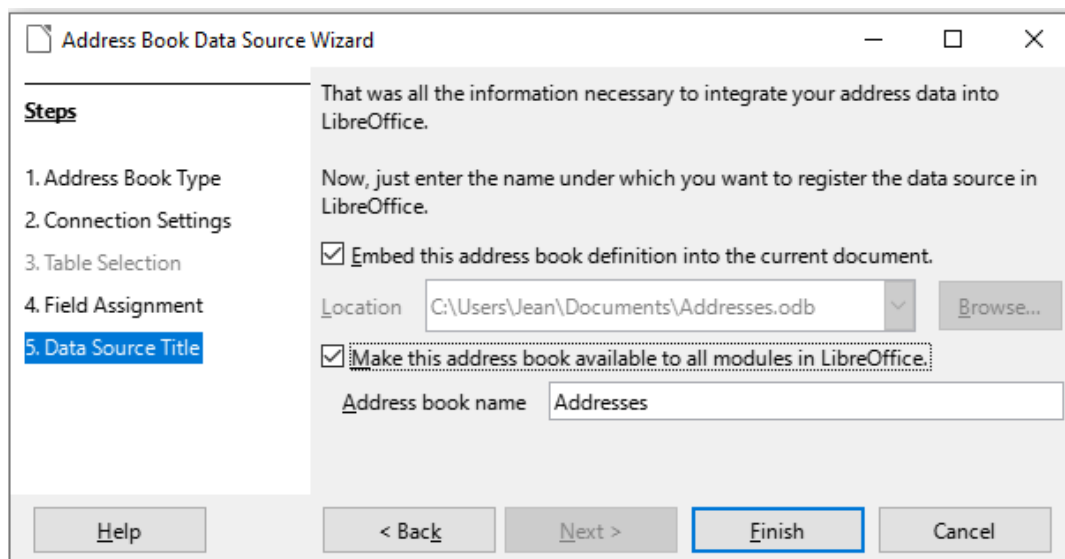 Address Book Data Source Wizard
Steps
1. Address Book Type
2. Connection Settings
3. Table Selection
4. Field Assignment
5. Data Source Title
That was all the information necessary to integrate your address data into
LibreOffice.
Now, just enter the name under which you want to register the data source in
LibreOffice.
Embed this address book definition into the current document.
Location C:\Users\Jean\Documents\Addresses.odb Browse...
Make this address book available to all modules in LibreOffice.
Address book name Addresses
Help < Back Next > Finish Cancel